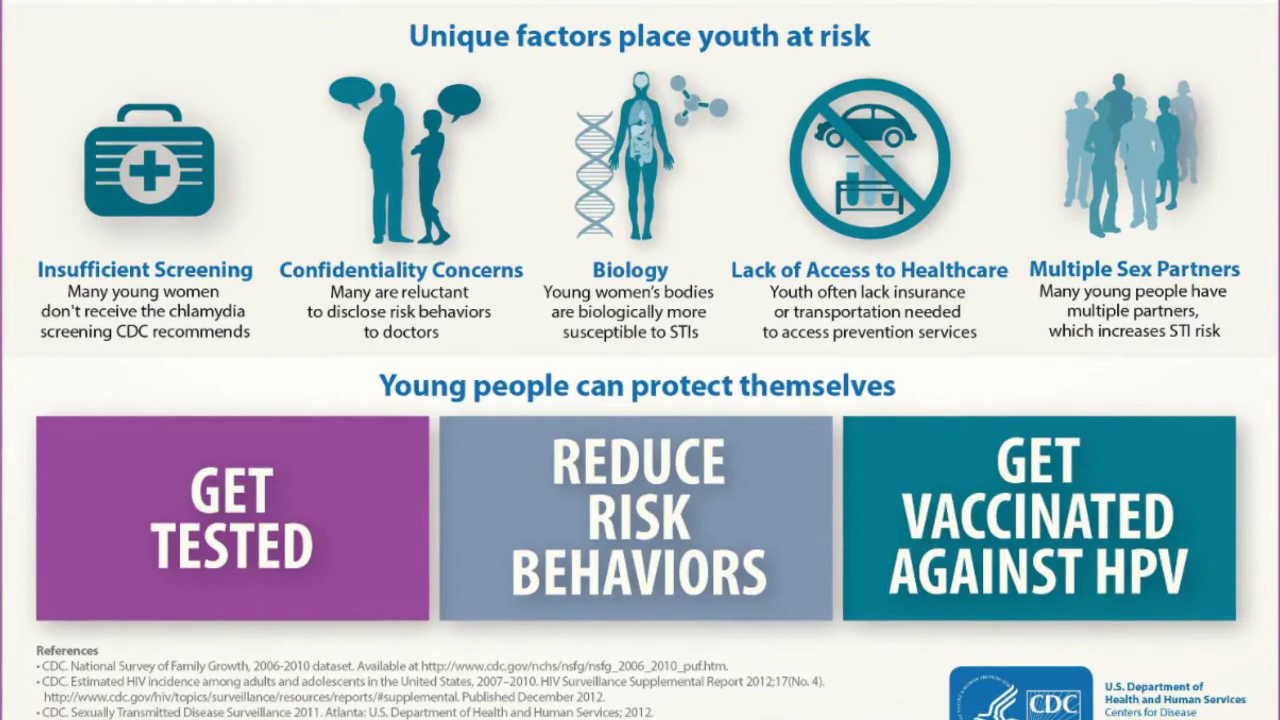 Unique factors place youth at risk
Insufficient Screening
Many young women
don't receive the chlamydia
screening CDC recommends
Confidentiality Concerns
Many are reluctant
to disclose risk behaviors
to doctors
Biology
Young women's bodies
are biologically more
susceptible to STIs
Lack of Access to Healthcare
Youth often lack insurance
or transportation needed
to access prevention services
Multiple Sex Partners
Many young people have
multiple partners,
which increases STI risk
Young people can protect themselves
GET
TESTED
REDUCE
RISK
BEHAVIORS
GET
VACCINATED
AGAINST HPV
References
• CDC. National Survey of Family Growth, 2006-2010 dataset. Available at http://www.cdc.gov/nchs/nsfg/nsfg_2006_2010_puf.htm.
• CDC. Estimated HIV incidence among adults and adolescents in the United States, 2007–2010. HIV Surveillance Supplemental Report 2012;17(No. 4).
http://www.cdc.gov/hiv/topics/surveillance/resources/reports/#supplemental. Published December 2012.
• CDC. Sexually Transmitted Disease Surveillance 2011. Atlanta: U.S. Department of Health and Human Services; 2012.
CDC
U.S. Department of
Health and Human Services
Centers for Disease